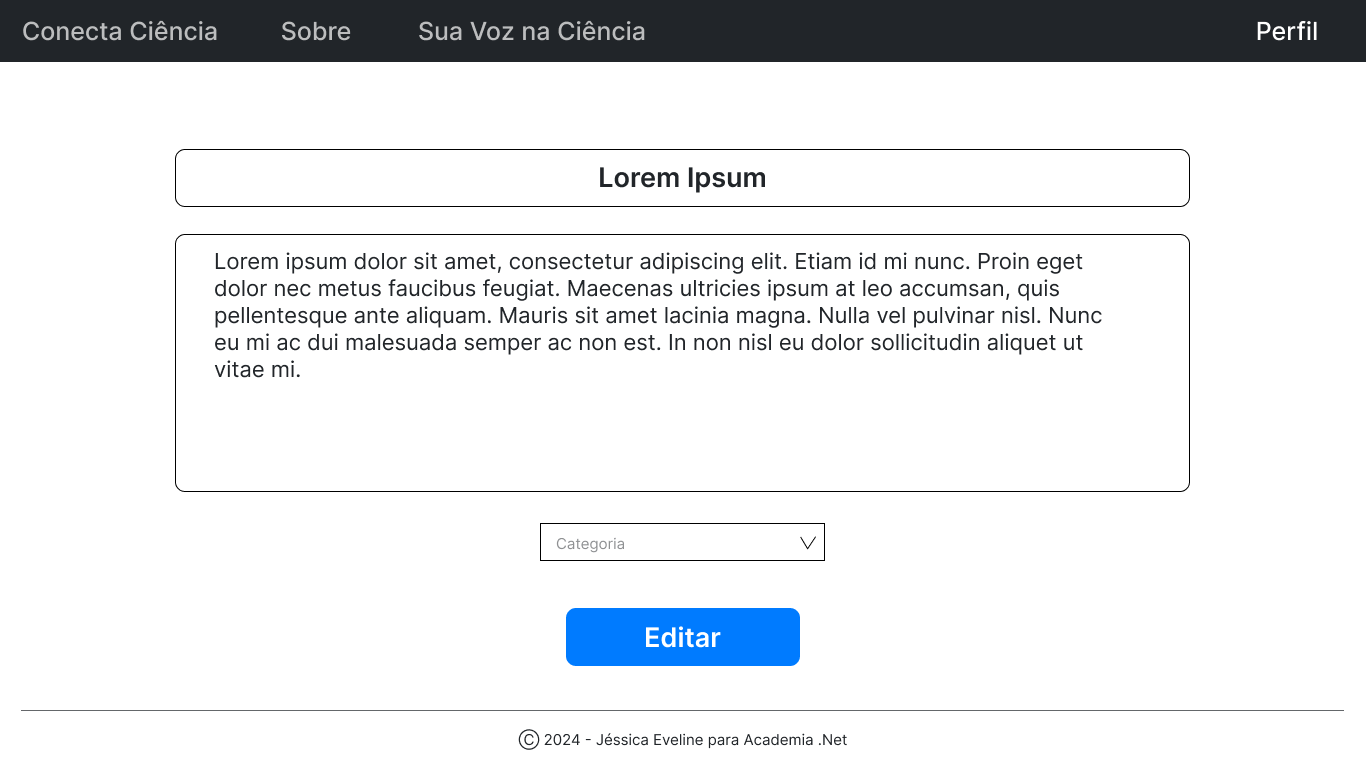 Conecta Ciência Sobre Sua Voz na Ciência Perfil
Lorem Ipsum
Lorem ipsum dolor sit amet, consectetur adipiscing elit. Etiam id mi nunc. Proin eget
dolor nec metus faucibus feugiat. Maecenas ultricies ipsum at leo accumsan, quis
pellentesque ante aliquam. Mauris sit amet lacinia magna. Nulla vel pulvinar nisl. Nunc
eu mi ac dui malesuada semper ac non est. In non nisl eu dolor sollicitudin aliquet ut
vitae mi.
Categoria
Editar
© 2024 - Jéssica Eveline para Academia .Net